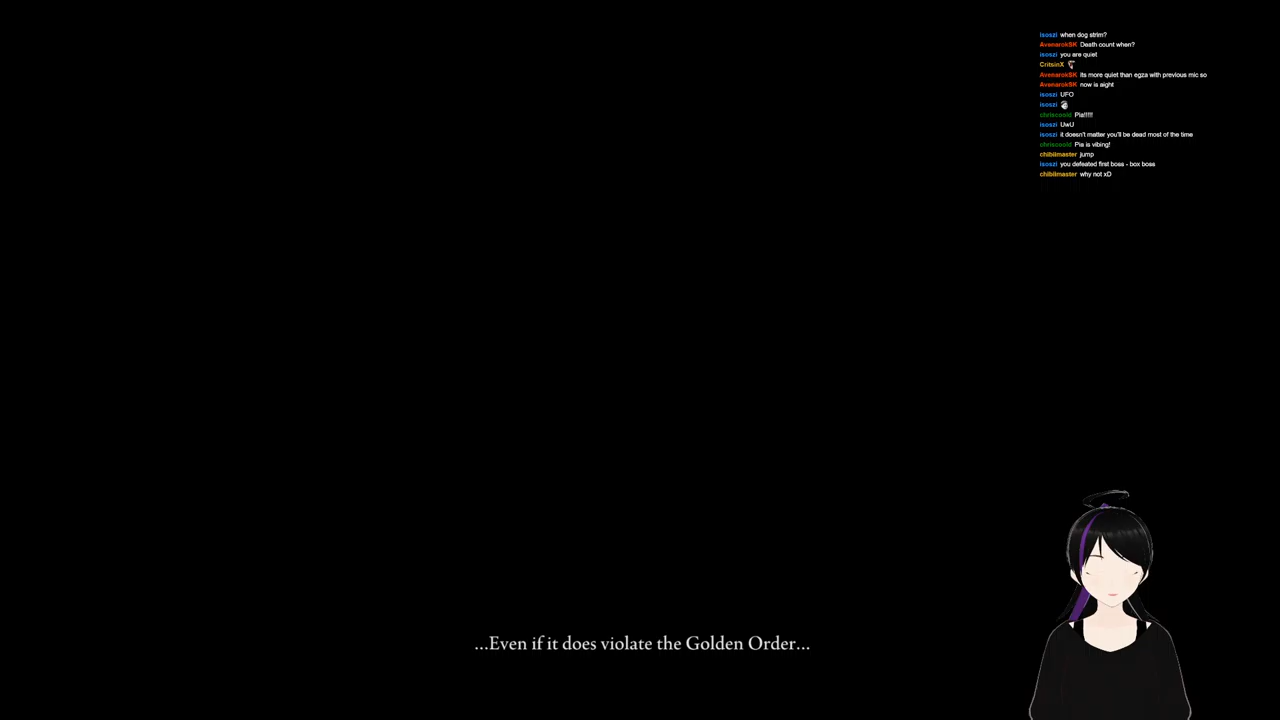 isoszi when dog strim?
AvenarokSK Death count when?
isoszi you are quiet
CritsinX
AvenarokSK its more quiet than egza with previous mic so
AvenarokSK now is aight
isoszi UFO
isoszi
chriscoold Pia!!!!!
isoszi UwU
isoszi it doesn't matter you'll be dead most of the time
chriscoold Pia is vibing!
chibiimaster jump
isoszi you defeated first boss - box boss
chibiimaster why not xD
...Even if it does violate the Golden Order...